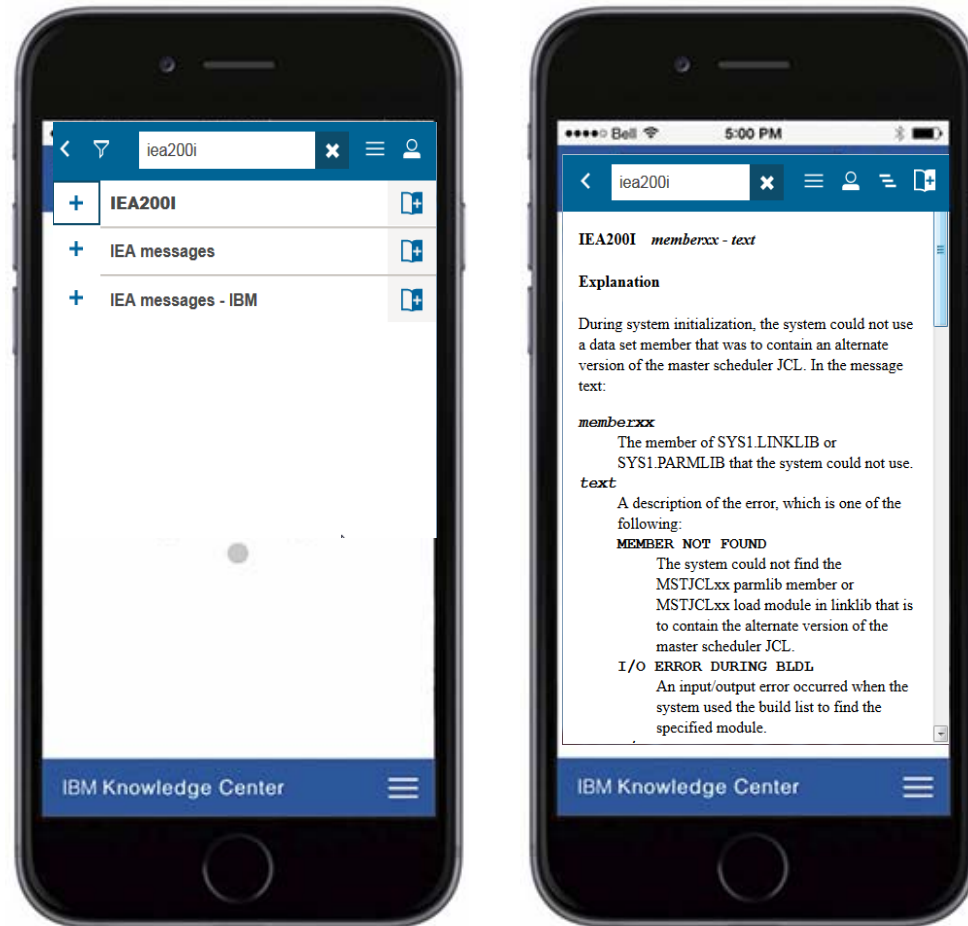 iea200i
IEA200I
IEA messages
IEA messages - IBM
IBM Knowledge Center
Bell 5:00 PM
iea200i
IEA200I memberxx - text
Explanation
During system initialization, the system could not use
a data set member that was to contain an alternate
version of the master scheduler JCL. In the message
text:
memberxx
The member of SYS1.LINKLIB or
SYS1.PARMLIB that the system could not use.
text
A description of the error, which is one of the
following:
MEMBER NOT FOUND
The system could not find the
MSTJCLxx parmlib member or
MSTJCLxx load module in linklib that is
to contain the alternate version of the
master scheduler JCL.
I/O ERROR DURING BLDL
An input/output error occurred when the
system used the build list to find the
specified module.
IBM Knowledge Center